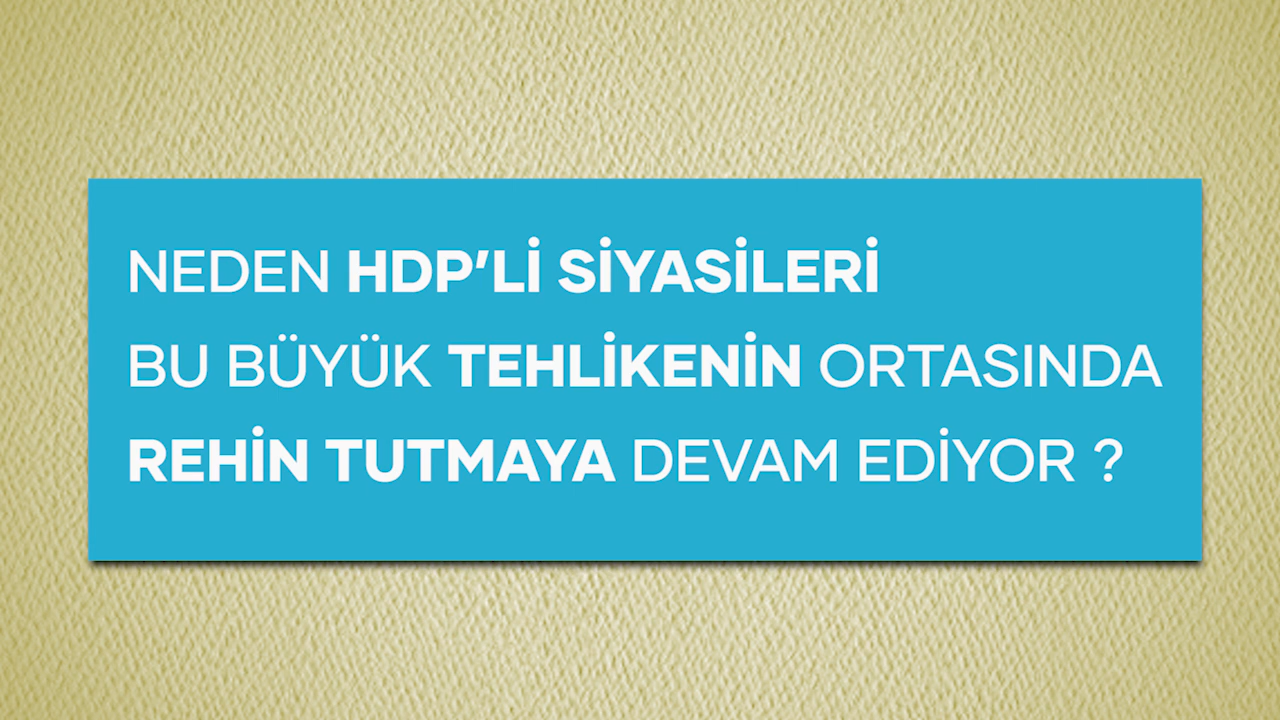 NEDEN HDP'Lİ SİYASİLERİ
BU BÜYÜK TEHLİKENİN ORTASINDA
REHİN TUTMAYA DEVAM EDİYOR ?